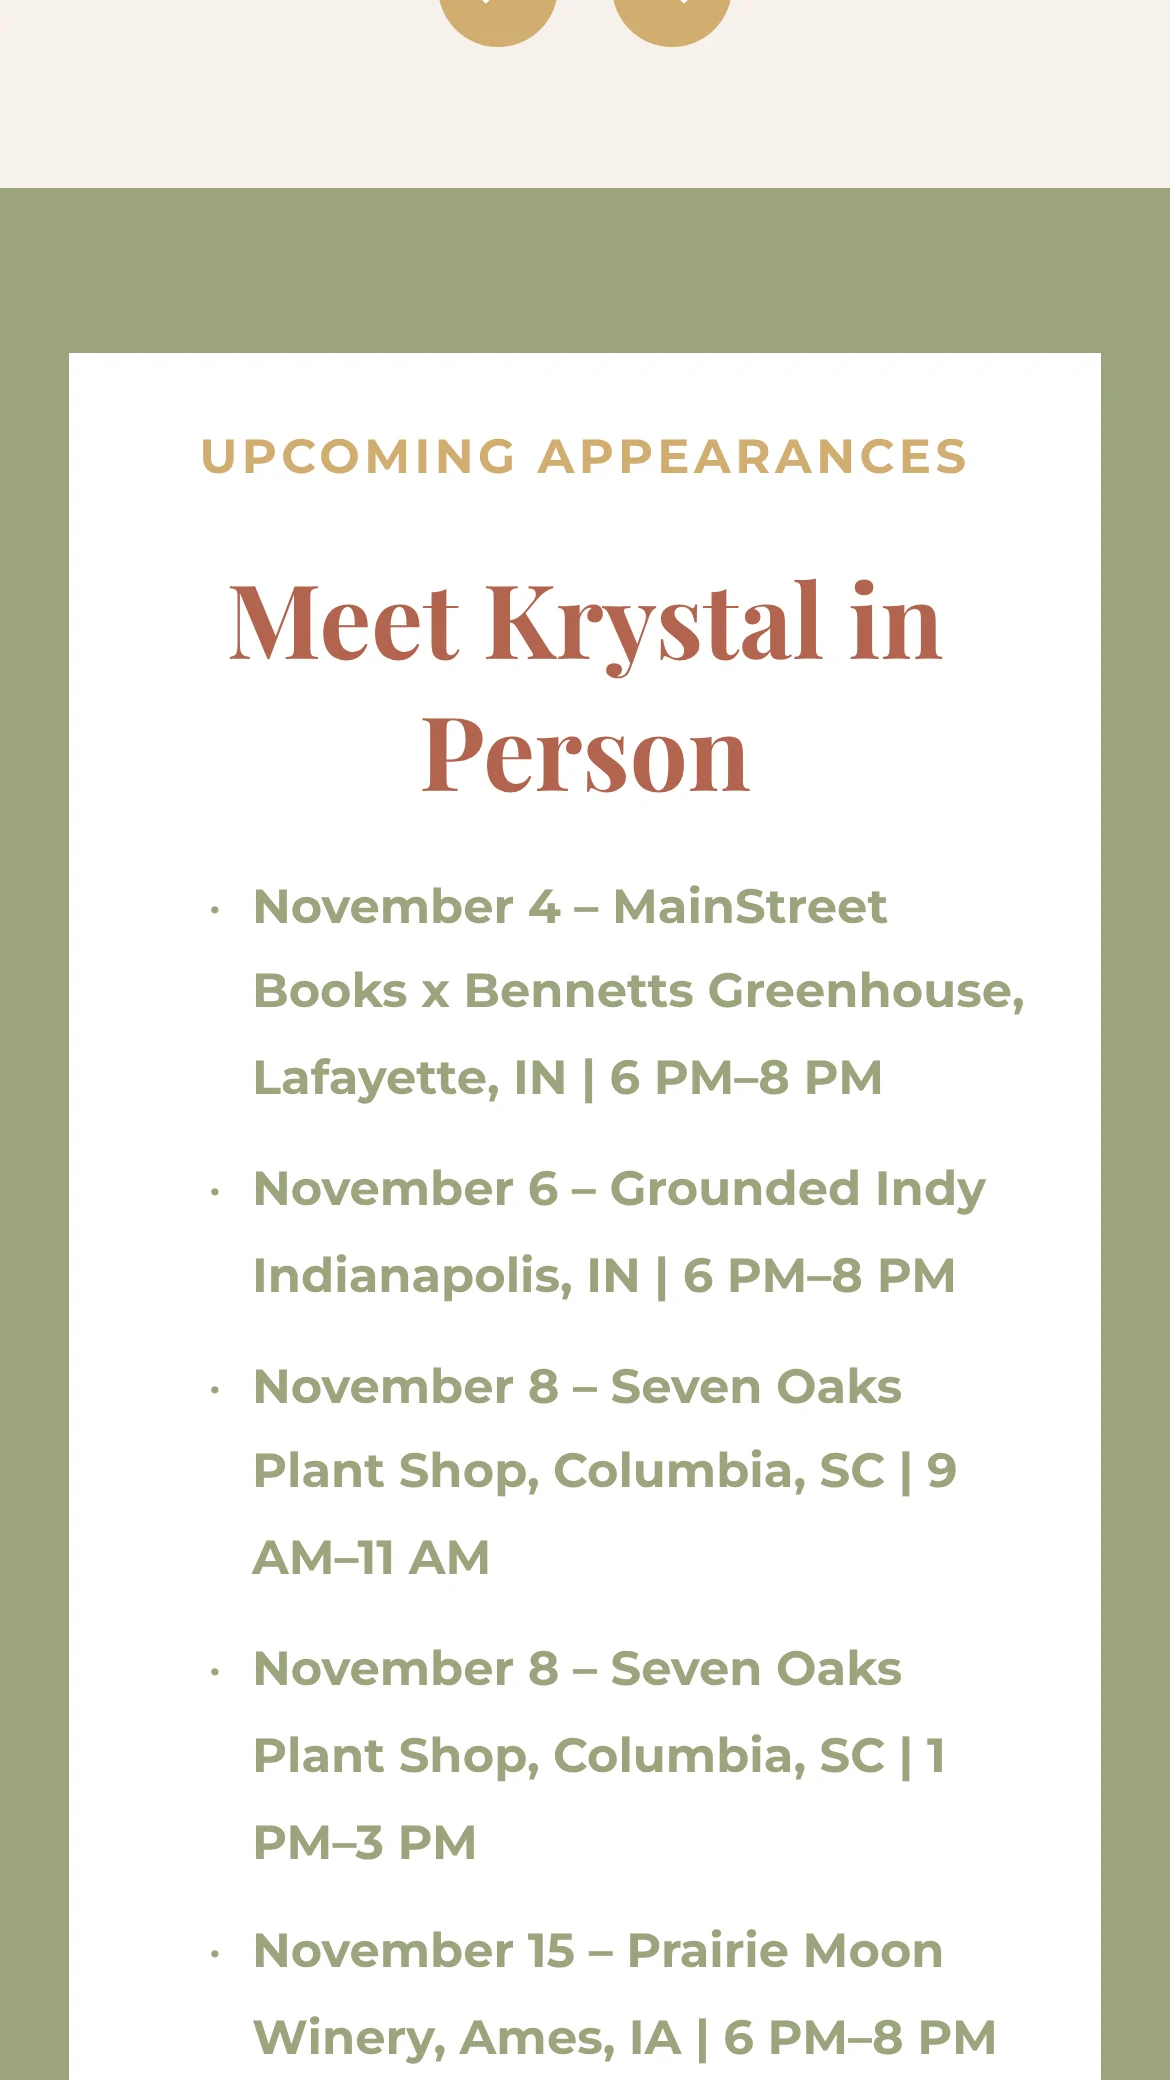 UPCOMING APPEARANCES
Meet Krystal in
Person
· November 4 – MainStreet
Books x Bennetts Greenhouse,
Lafayette, IN | 6 PM–8 PM
· November 6 – Grounded Indy
Indianapolis, IN | 6 PM–8 PM
· November 8 – Seven Oaks
Plant Shop, Columbia, SC | 9
AM–11 AM
· November 8 – Seven Oaks
Plant Shop, Columbia, SC | 1
PM–3 PM
· November 15 – Prairie Moon
Winery, Ames, IA | 6 PM–8 PM